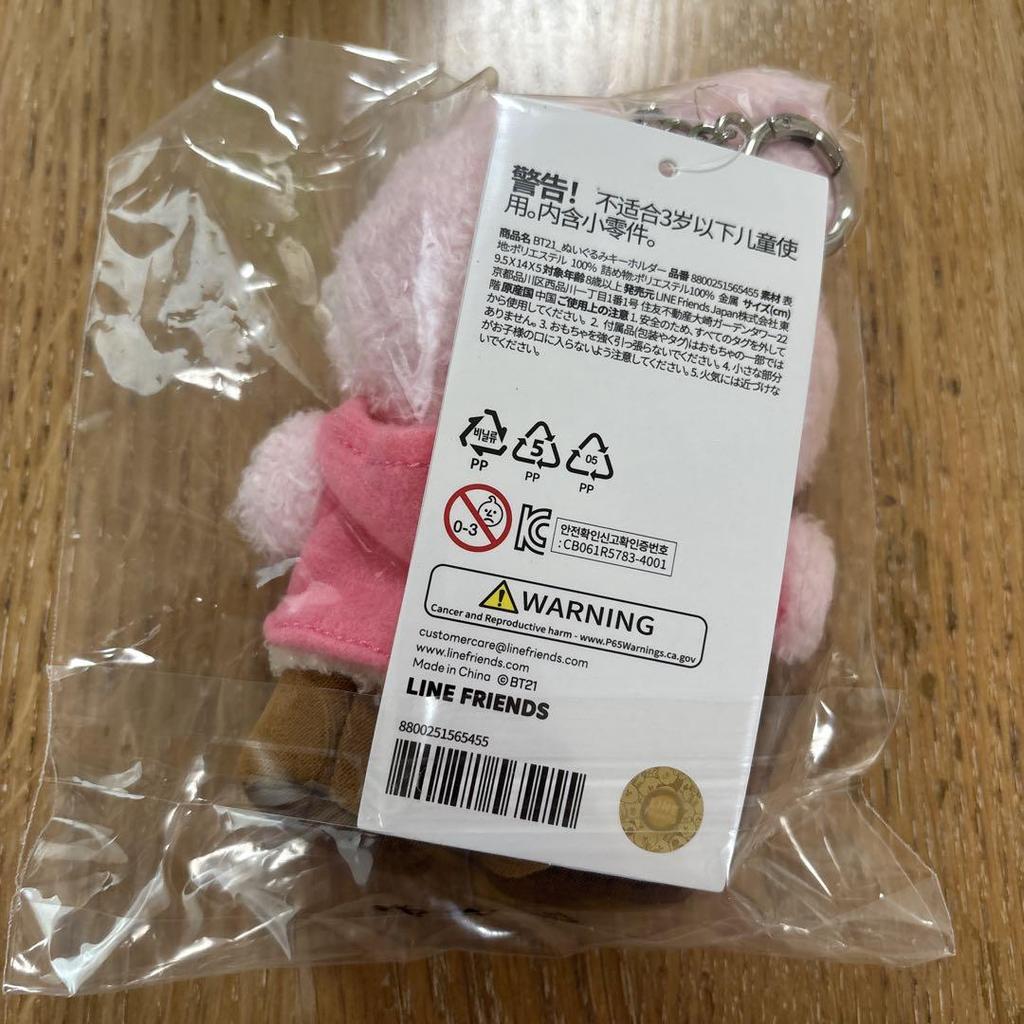 警告！ 不适合3岁以下儿童使
用。内含小零件。
商品名 BT21_ぬいぐるみキーホルダー 品番 8800251565455 素材 表
地:ポリエステル 100% 詰め物:ポリエステル100% 金属 サイズ(cm)
9.5X14X5 対象年齢 8歳以上 発売元 LINE Friends Japan株式会社 東
京都品川区西品川一丁目1番1号 住友不動産大崎ガーデンタワー22
階 原産国 中国 ご使用上の注意 1. 安全のため、すべてのタグを外して
から使用してください。 2. 付属品(包装やタグ)はおもちゃの一部では
ありません。3. おもちゃを強く引っ張らないでください。4. 小さな部分
がお子様の口に入らないよう注意してください。5. 火気には近づけな
いでください。
비닐류 5 05
PP PP PP
0-3
안전확인신고확인증번호
: CB061R5783-4001
WARNING
Cancer and Reproductive harm - www.P65Warnings.ca.gov
customercare@linefriends.com
www.linefriends.com
Made in China ©BT21
LINE FRIENDS
8800251565455